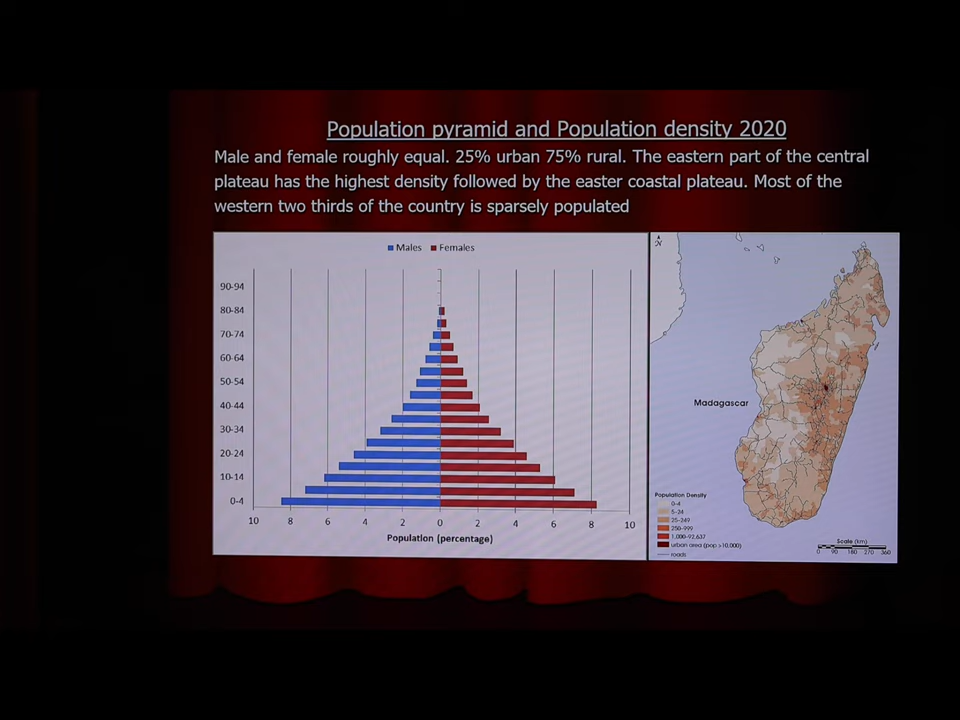 Population pyramid and Population density 2020
Male and female roughly equal. 25% urban 75% rural. The eastern part of the central
plateau has the highest density followed by the easter coastal plateau. Most of the
western two thirds of the country is sparsely populated
Males Females
90-94
80-84
70-74
60-64
50-54
40-44
30-34
20-24
10-14
0-4
10 8 6 4 2 0 2 4 6 8 10
Population (percentage)
N
Madagascar
Population Density
0-4
5-24
25-249
250-999
1,000-92,637
urban area (pop >10,000)
roads
Scale (km)
0 90 180 270 360